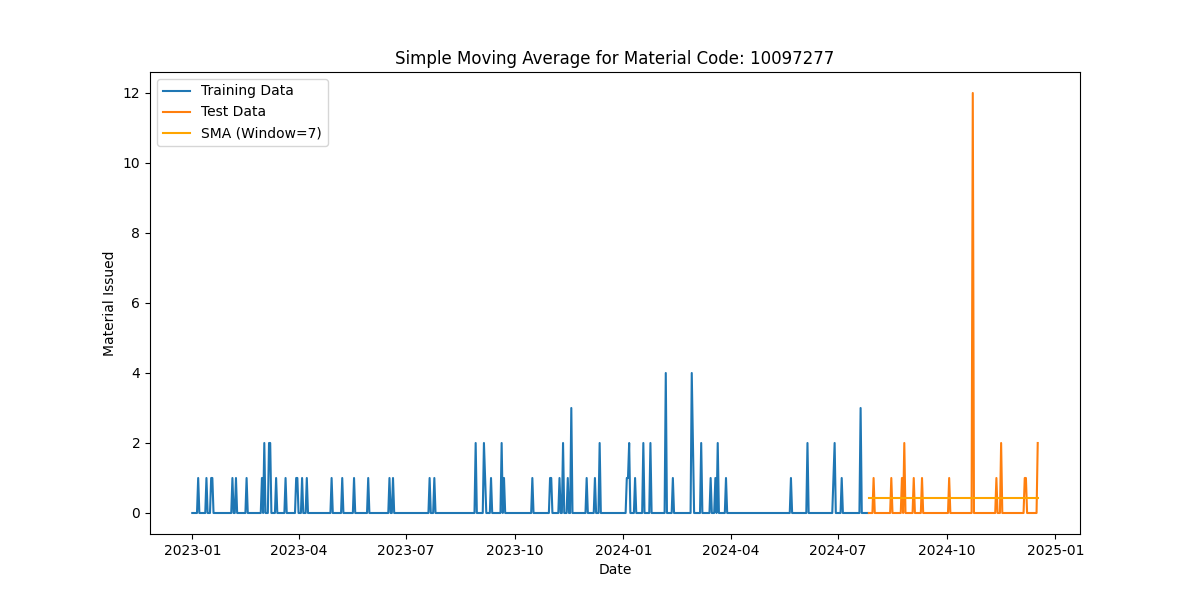 Simple Moving Average for Material Code: 10097277
Training Data
Test Data
SMA (Window=7)
12
10
8
6
4
2
0
Material Issued
2023-01 2023-04 2023-07 2023-10 2024-01 2024-04 2024-07 2024-10 2025-01
Date